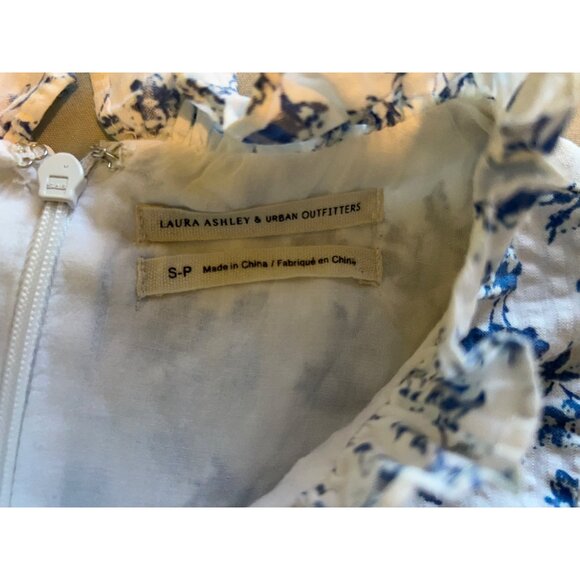 LAURA ASHLEY & URBAN OUTFITTERS
S-P Made in China / Fabriqué en Chine